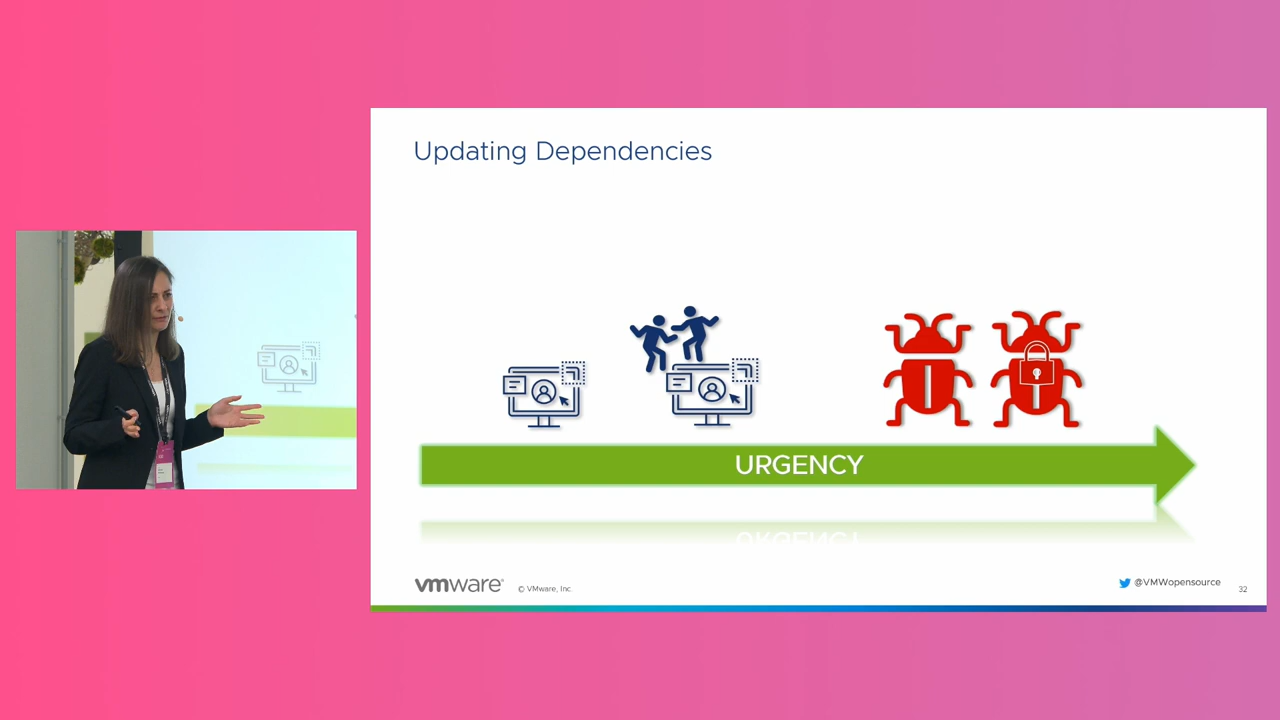 Updating Dependencies
URGENCY
vmware®
© VMware, Inc.
@VMWopensource
32